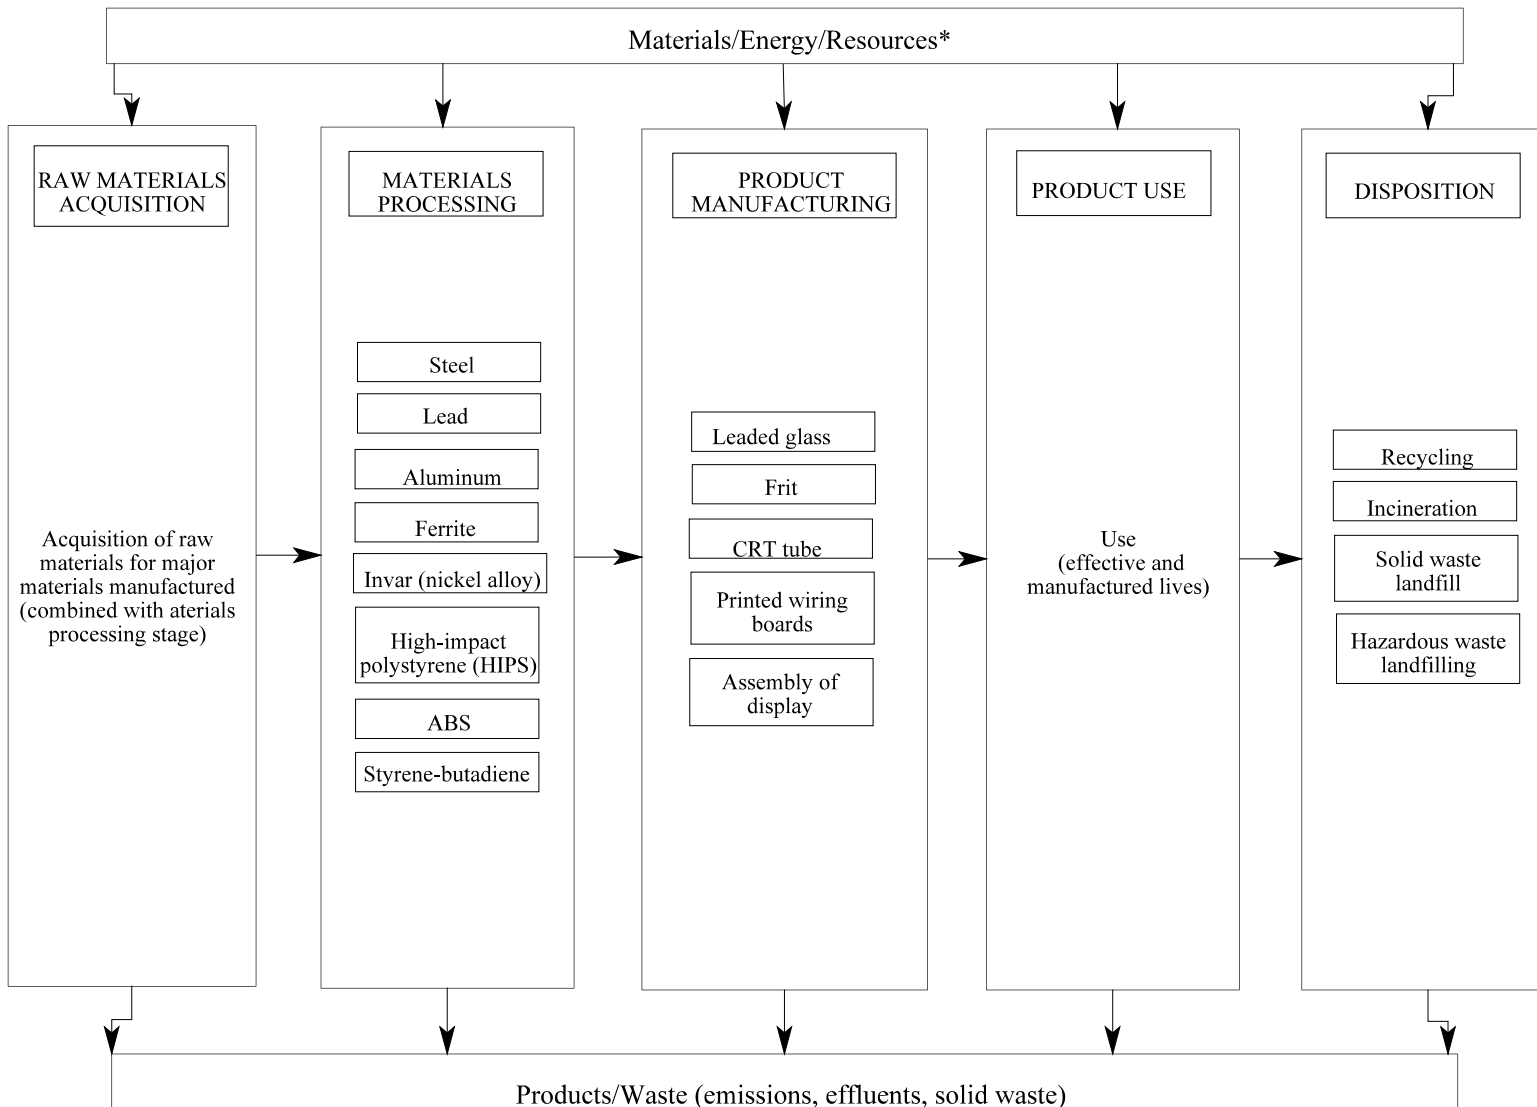 Materials/Energy/Resources*
RAW MATERIALS
ACQUISITION
Acquisition of raw
materials for major
materials manufactured
(combined with aterials
processing stage)
MATERIALS
PROCESSING
Steel
Lead
Aluminum
Ferrite
Invar (nickel alloy)
High-impact
polystyrene (HIPS)
ABS
Styrene-butadiene
PRODUCT
MANUFACTURING
Leaded glass
Frit
CRT tube
Printed wiring
boards
Assembly of
display
PRODUCT USE
Use
(effective and
manufactured lives)
DISPOSITION
Recycling
Incineration
Solid waste
landfill
Hazardous waste
landfilling
Products/Waste (emissions, effluents, solid waste)